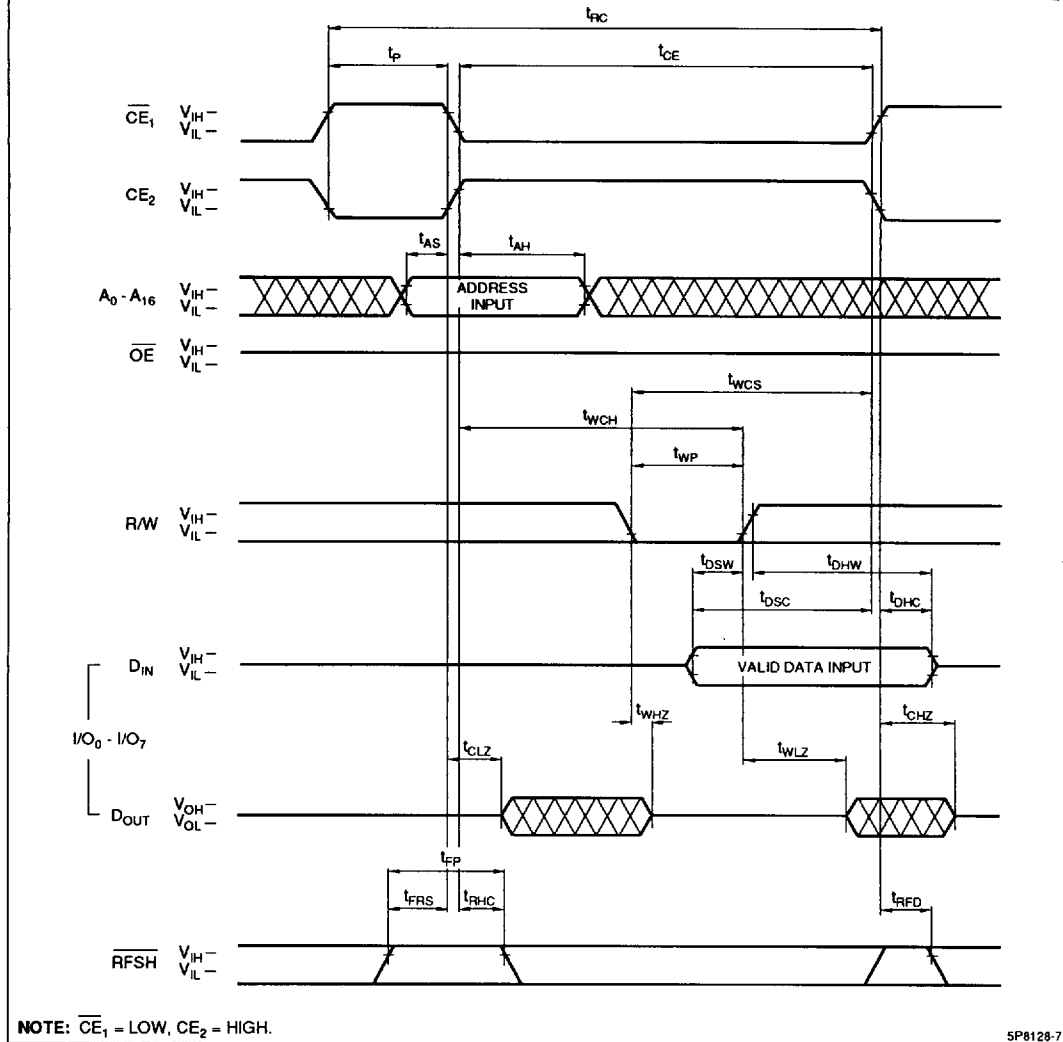 tRC
tP
tCE
CE1 VIH
VIL
CE2 VIH
VIL
tAS
tAH
A0 - A16 VIH
VIL
ADDRESS
INPUT
OE VIH
VIL
tWCS
tWCH
tWP
R/W VIH
VIL
tDSW
tDHW
tDSC
tDHC
DIN VIH
VIL
VALID DATA INPUT
tWHZ
tCHZ
I/O0 - I/O7
tCLZ
tWLZ
DOUT VOH
VOL
tFP
tFRS
tRHC
tRFD
RFSH VIH
VIL
NOTE: CE1 = LOW, CE2 = HIGH.
5P8128-7